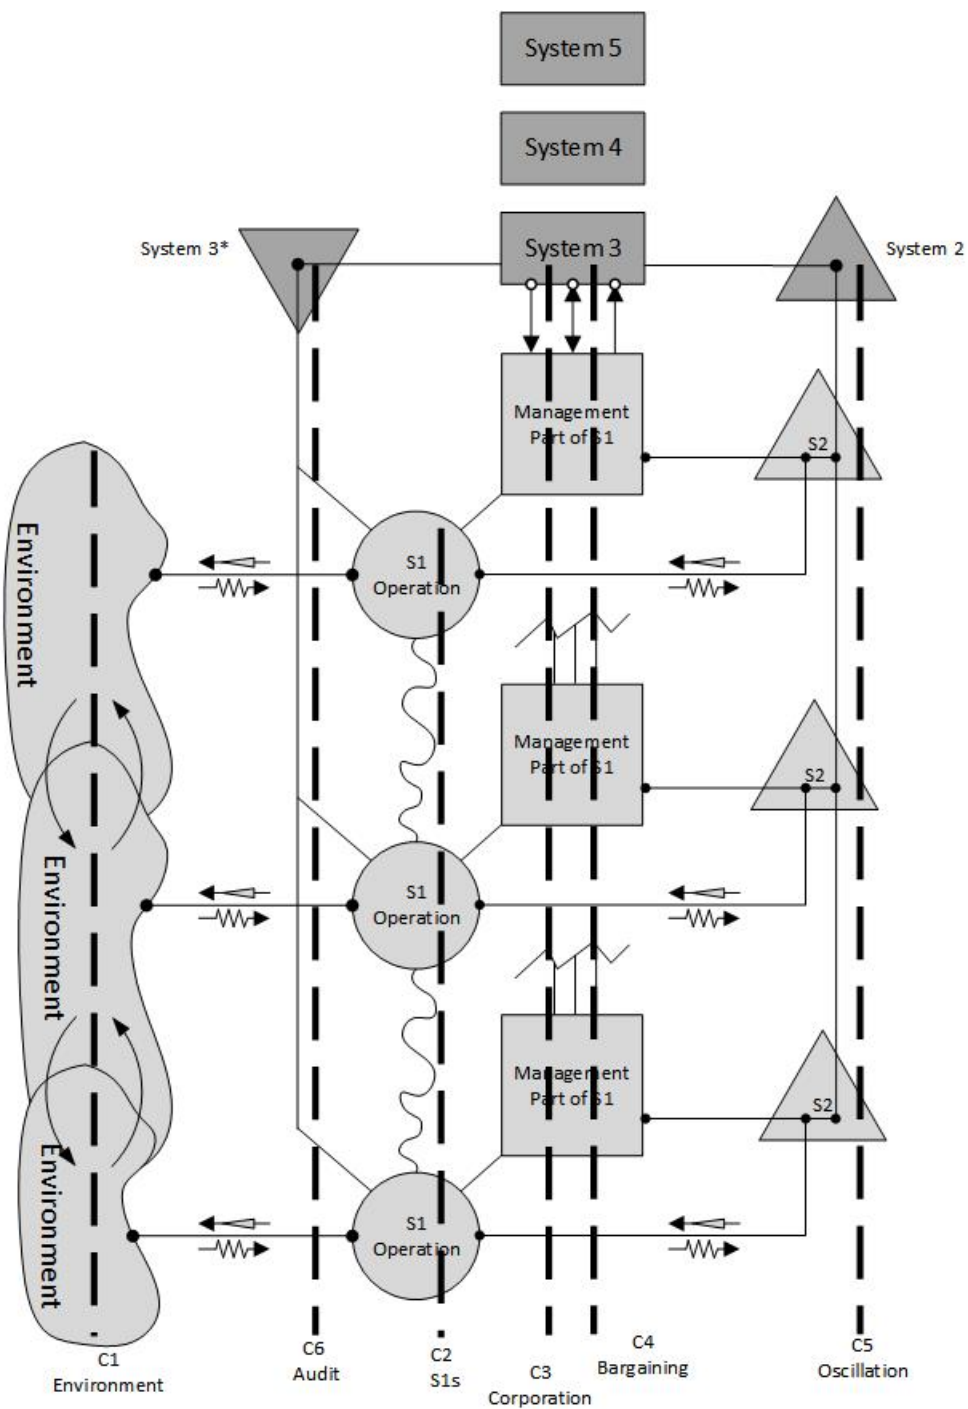 System 5
System 4
System 3*
System 3
System 2
Management
Part of S1
S2
Environment
S1
Operation
Management
Part of S1
S2
Environment
S1
Operation
Management
Part of S1
S2
Environment
S1
Operation
C1
Environment
C6
Audit
C2
S1s
C3
Corporation
C4
Bargaining
C5
Oscillation